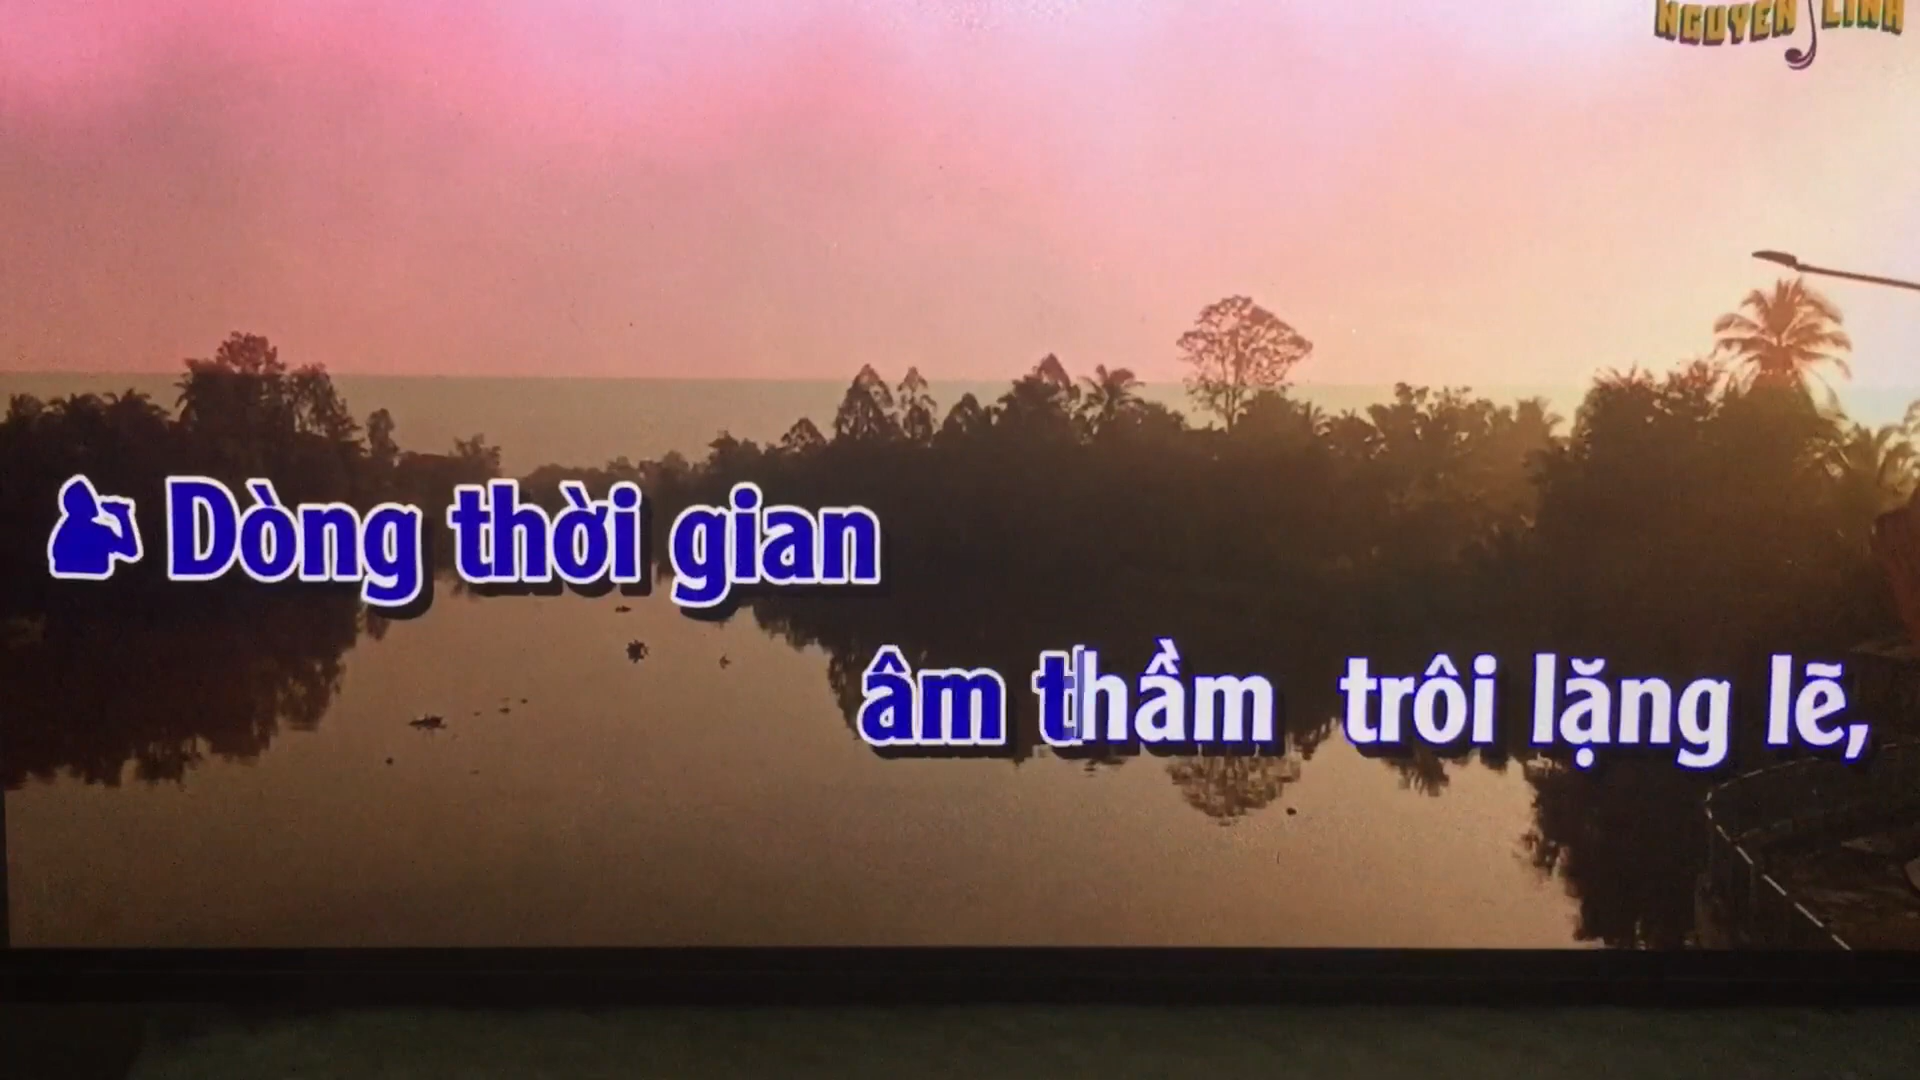 NGUYEN LINH
Dòng thời gian
âm thầm trôi lặng lẽ,